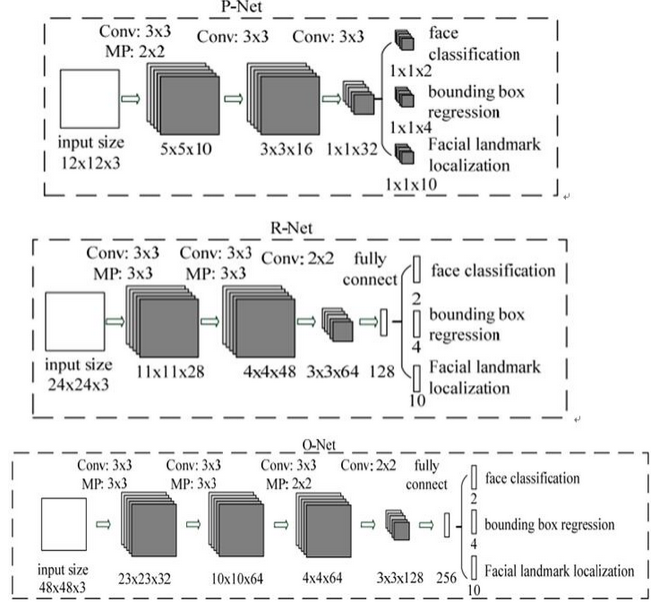 P-Net
Conv: 3x3
MP: 2x2
Conv: 3x3
Conv: 3x3
input size
12x12x3
5x5x10
3x3x16
1x1x32
face
classification
1x1x2
bounding box
regression
1x1x4
Facial landmark
localization
1x1x10
R-Net
Conv: 3x3
MP: 3x3
Conv: 3x3
MP: 3x3
Conv: 2x2
fully
connect
input size
24x24x3
11x11x28
4x4x48
3x3x64
128
face classification
2
bounding box
regression
4
Facial landmark
localization
10
O-Net
Conv: 3x3
MP: 3x3
Conv: 3x3
MP: 3x3
Conv: 3x3
MP: 2x2
Conv: 2x2
fully
connect
input size
48x48x3
23x23x32
10x10x64
4x4x64
3x3x128
256
face classification
2
bounding box regression
4
Facial landmark localization
10